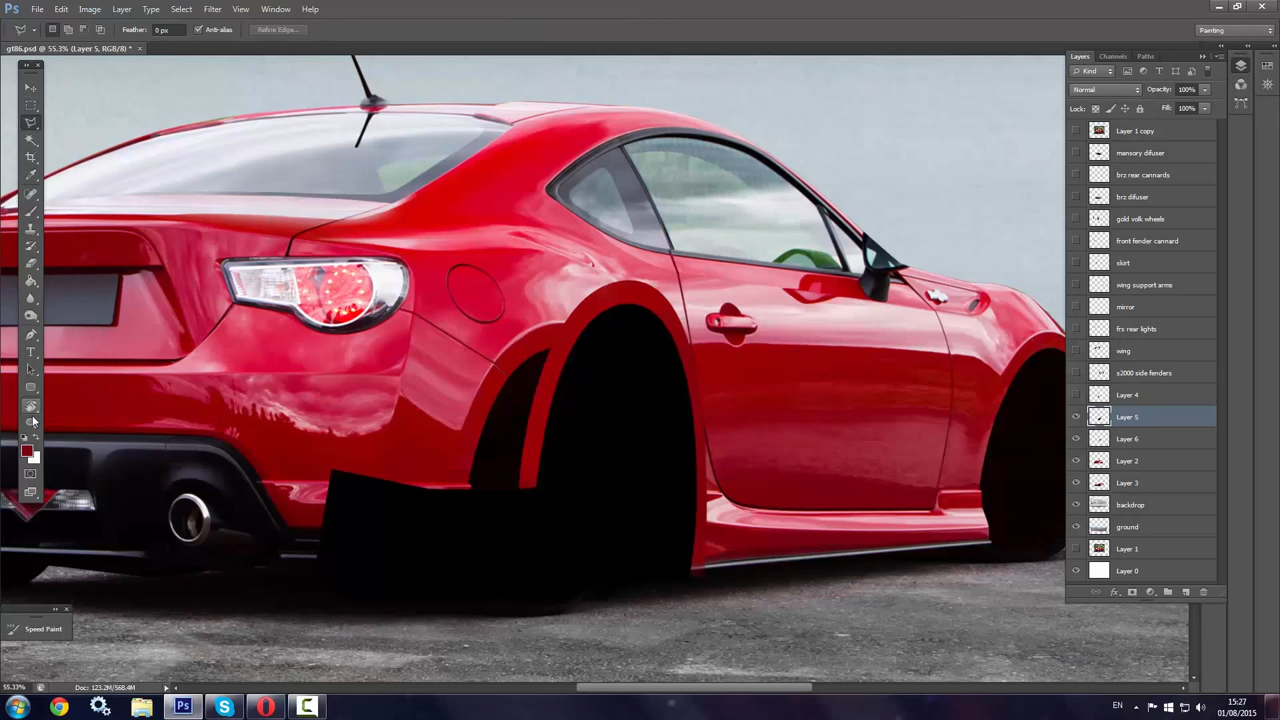 Ps File Edit Image Layer Type Select Filter View Window Help
Feather: 0 px Anti-alias Refine Edge... Painting
gt86.psd @ 55.3% (Layer 5, RGB/8) * ×
Layers Channels Paths
Kind
Normal Opacity: 100%
Lock: Fill: 100%
Layer 1 copy
mansory difuser
brz rear cannards
brz difuser
gold volk wheels
front fender cannard
skirt
wing support arms
mirror
frs rear lights
wing
s2000 side fenders
Layer 4
Layer 5
Layer 6
Layer 2
Layer 3
backdrop
ground
Layer 1
Layer 0
Speed Paint
55.33% Doc: 123.2M/568.4M
EN 15:27
01/08/2015